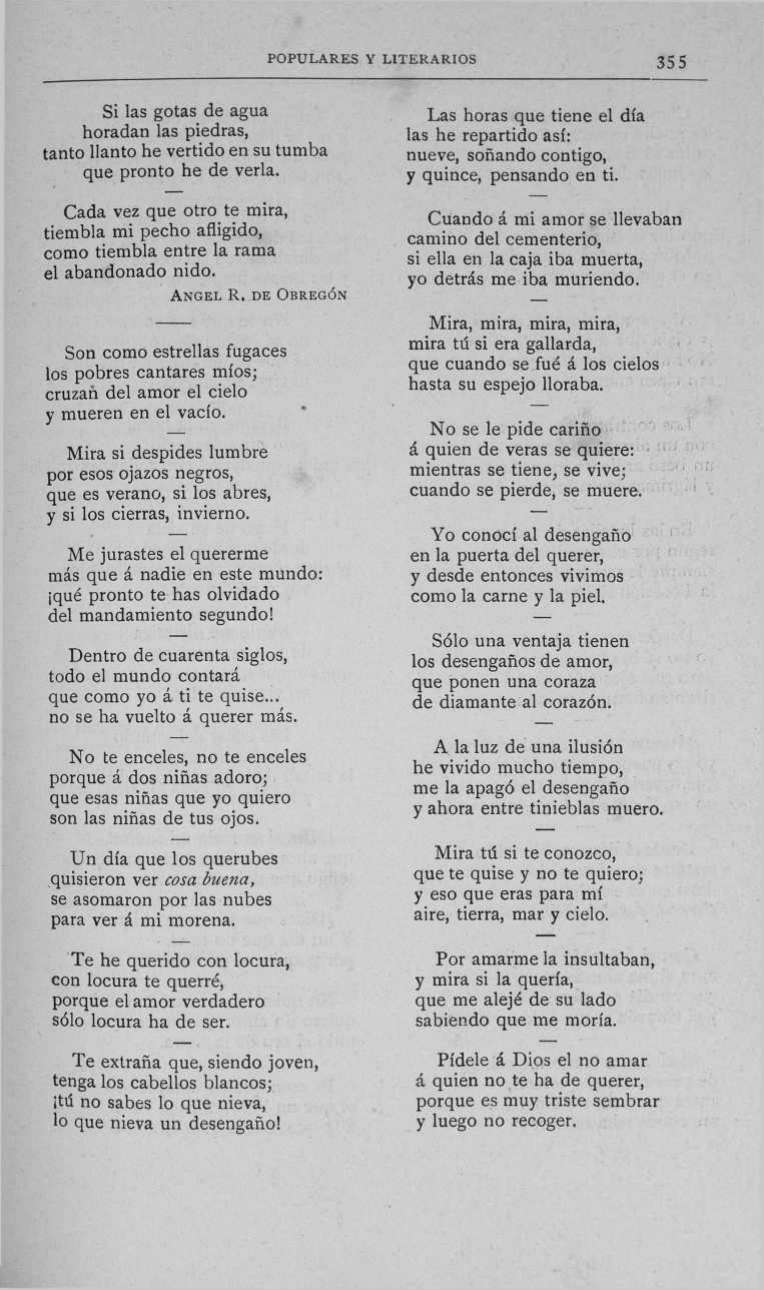 POPULARES Y LITERARIOS 355
Si las gotas de agua
horadan las piedras,
tanto llanto he vertido en su tumba
que pronto he de verla.
—
Cada vez que otro te mira,
tiembla mi pecho afligido,
como tiembla entre la rama
el abandonado nido.
ANGEL R. DE OBREGÓN
—
Son como estrellas fugaces
los pobres cantares míos;
cruzan del amor el cielo
y mueren en el vacío.
—
Mira si despides lumbre
por esos ojazos negros,
que es verano, si los abres,
y si los cierras, invierno.
—
Me jurastes el quererme
más que á nadie en este mundo:
¡qué pronto te has olvidado
del mandamiento segundo!
—
Dentro de cuarenta siglos,
todo el mundo contará
que como yo á ti te quise...
no se ha vuelto á querer más.
—
No te enceles, no te enceles
porque á dos niñas adoro;
que esas niñas que yo quiero
son las niñas de tus ojos.
—
Un día que los querubes
quisieron ver cosa buena,
se asomaron por las nubes
para ver á mi morena.
—
Te he querido con locura,
con locura te querré,
porque el amor verdadero
sólo locura ha de ser.
—
Te extraña que, siendo joven,
tenga los cabellos blancos;
¡tú no sabes lo que nieva,
lo que nieva un desengaño!
Las horas que tiene el día
las he repartido así:
nueve, soñando contigo,
y quince, pensando en ti.
—
Cuando á mi amor se llevaban
camino del cementerio,
si ella en la caja iba muerta,
yo detrás me iba muriendo.
—
Mira, mira, mira, mira,
mira tú si era gallarda,
que cuando se fué á los cielos
hasta su espejo lloraba.
—
No se le pide cariño
á quien de veras se quiere:
mientras se tiene, se vive;
cuando se pierde, se muere.
—
Yo conocí al desengaño
en la puerta del querer,
y desde entonces vivimos
como la carne y la piel.
—
Sólo una ventaja tienen
los desengaños de amor,
que ponen una coraza
de diamante al corazón.
—
A la luz de una ilusión
he vivido mucho tiempo,
me la apagó el desengaño
y ahora entre tinieblas muero.
—
Mira tú si te conozco,
que te quise y no te quiero;
y eso que eras para mí
aire, tierra, mar y cielo.
—
Por amarme la insultaban,
y mira si la quería,
que me alejé de su lado
sabiendo que me moría.
—
Pídele á Dios el no amar
á quien no te ha de querer,
porque es muy triste sembrar
y luego no recoger.